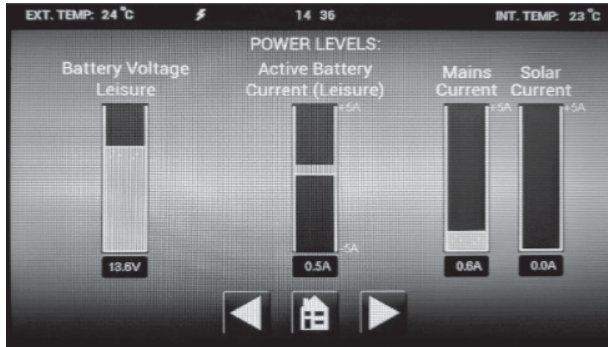 EXT. TEMP: 24 °C 14 36 INT. TEMP: 23 °C
POWER LEVELS:
Battery Voltage
Leisure
Active Battery
Current (Leisure)
Mains
Current
Solar
Current
+5A
+5A
+5A
-5A
13.6V
0.5A
0.6A
0.0A